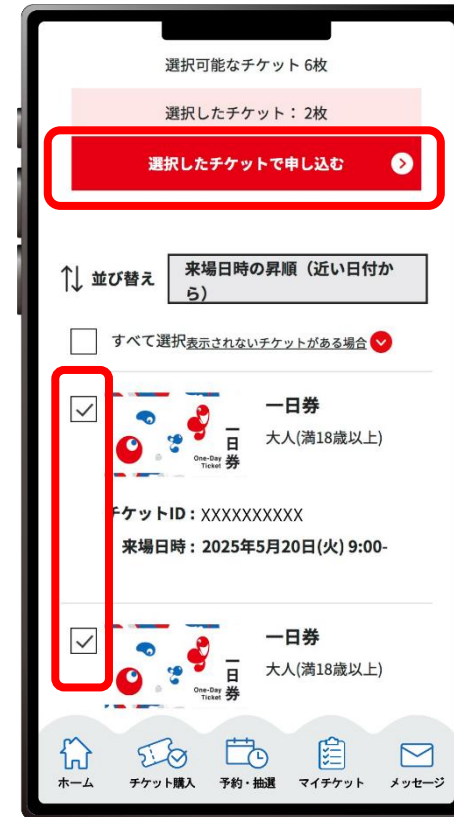 選択可能なチケット 6枚
選択したチケット： 2枚
選択したチケットで申し込む
並び替え
来場日時の昇順（近い日付から）
すべて選択 表示されないチケットがある場合
一日券
One-Day Ticket
一日券
大人(満18歳以上)
チケットID : XXXXXXXXXX
来場日時 : 2025年5月20日(火) 9:00-
一日券
One-Day Ticket
一日券
大人(満18歳以上)
ホーム
チケット購入
予約・抽選
マイチケット
メッセージ